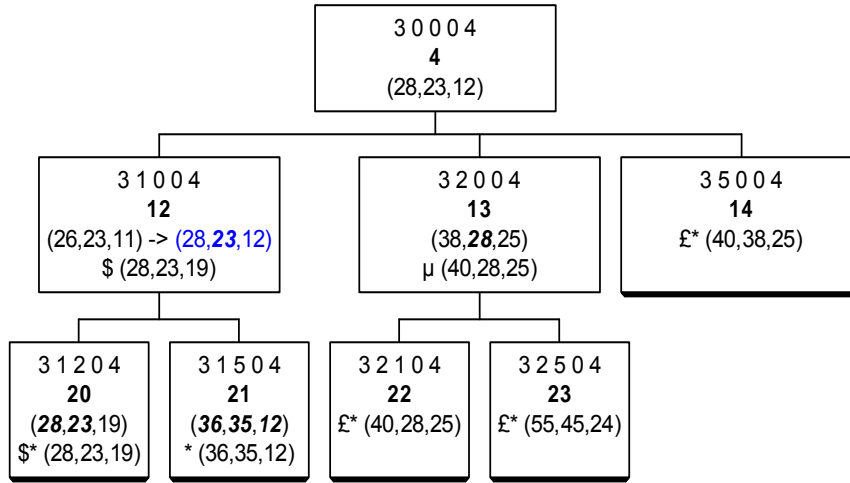 3 0 0 0 4
4
(28,23,12)
3 1 0 0 4
12
(26,23,11) -> (28,23,12)
$ (28,23,19)
3 2 0 0 4
13
(38,28,25)
µ (40,28,25)
3 5 0 0 4
14
£* (40,38,25)
3 1 2 0 4
20
(28,23,19)
$* (28,23,19)
3 1 5 0 4
21
(36,35,12)
* (36,35,12)
3 2 1 0 4
22
£* (40,28,25)
3 2 5 0 4
23
£* (55,45,24)